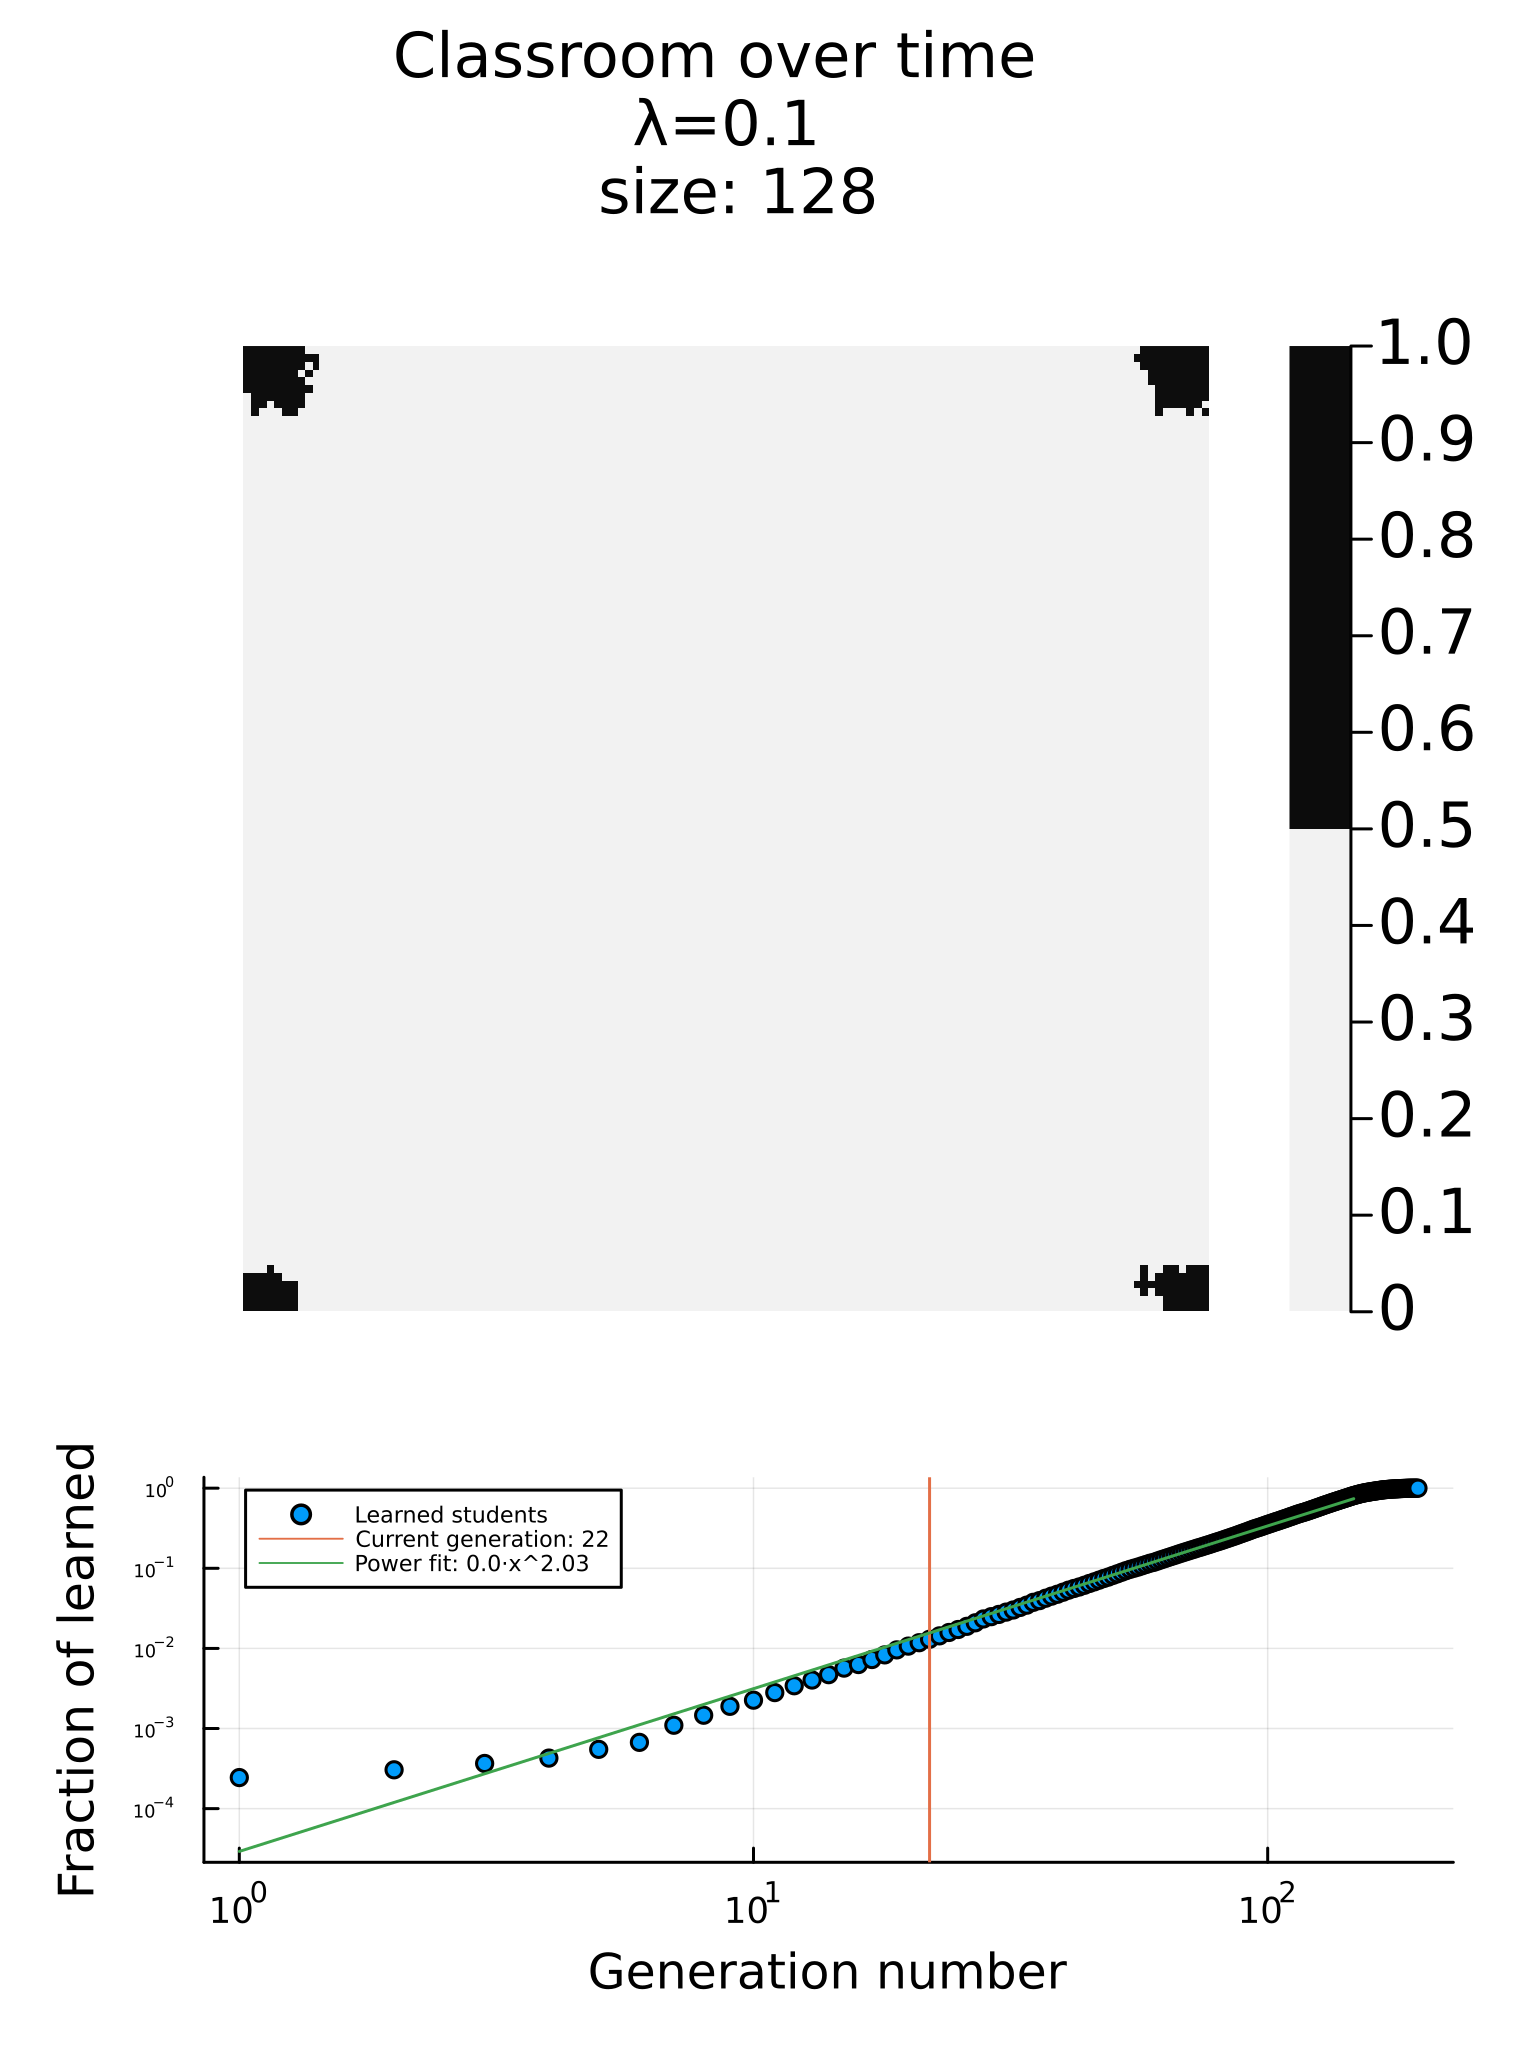 Classroom over time
λ=0.1
size: 128
1.0
0.9
0.8
0.7
0.6
0.5
0.4
0.3
0.2
0.1
0
Fraction of learned
10^0
10^-1
10^-2
10^-3
10^-4
Learned students
Current generation: 22
Power fit: 0.0·x^2.03
10^0 10^1 10^2
Generation number